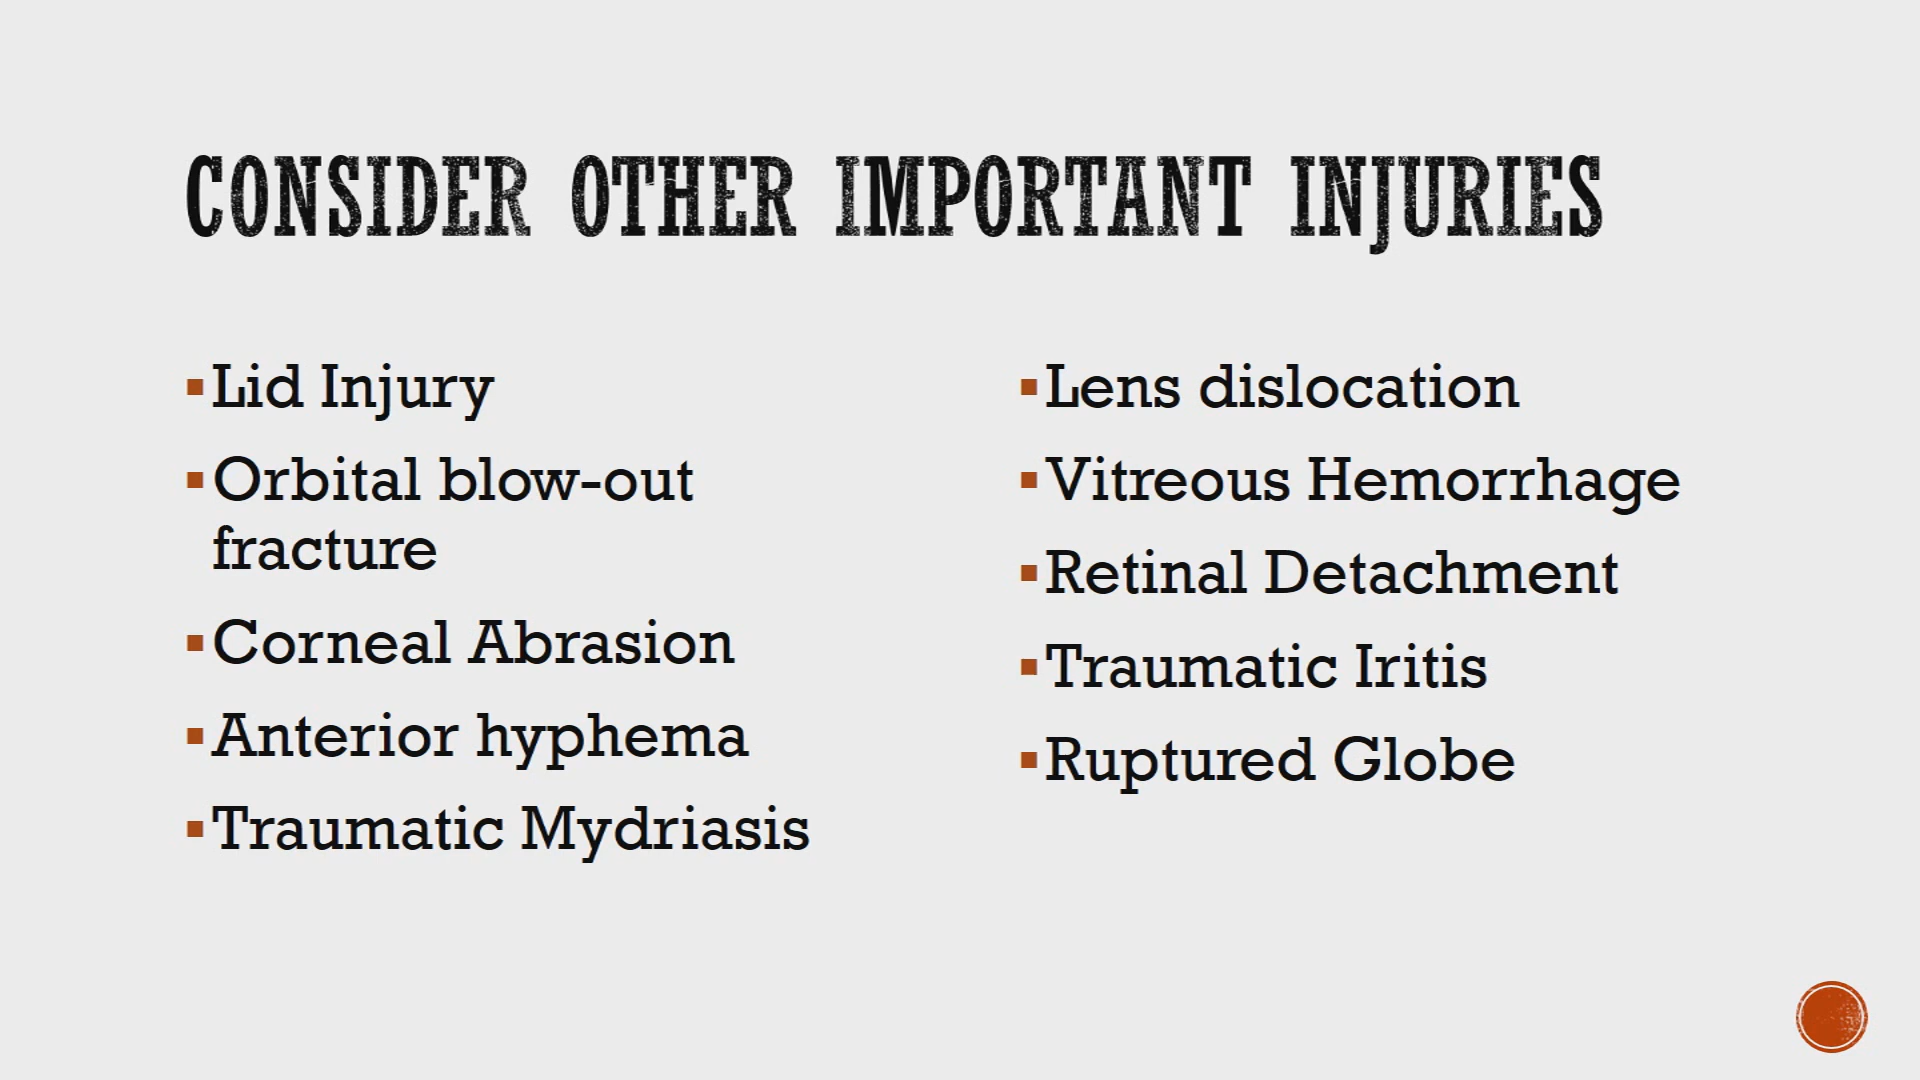 CONSIDER OTHER IMPORTANT INJURIES
▪Lid Injury
▪Orbital blow-out
fracture
▪Corneal Abrasion
▪Anterior hyphema
▪Traumatic Mydriasis
▪Lens dislocation
▪Vitreous Hemorrhage
▪Retinal Detachment
▪Traumatic Iritis
▪Ruptured Globe